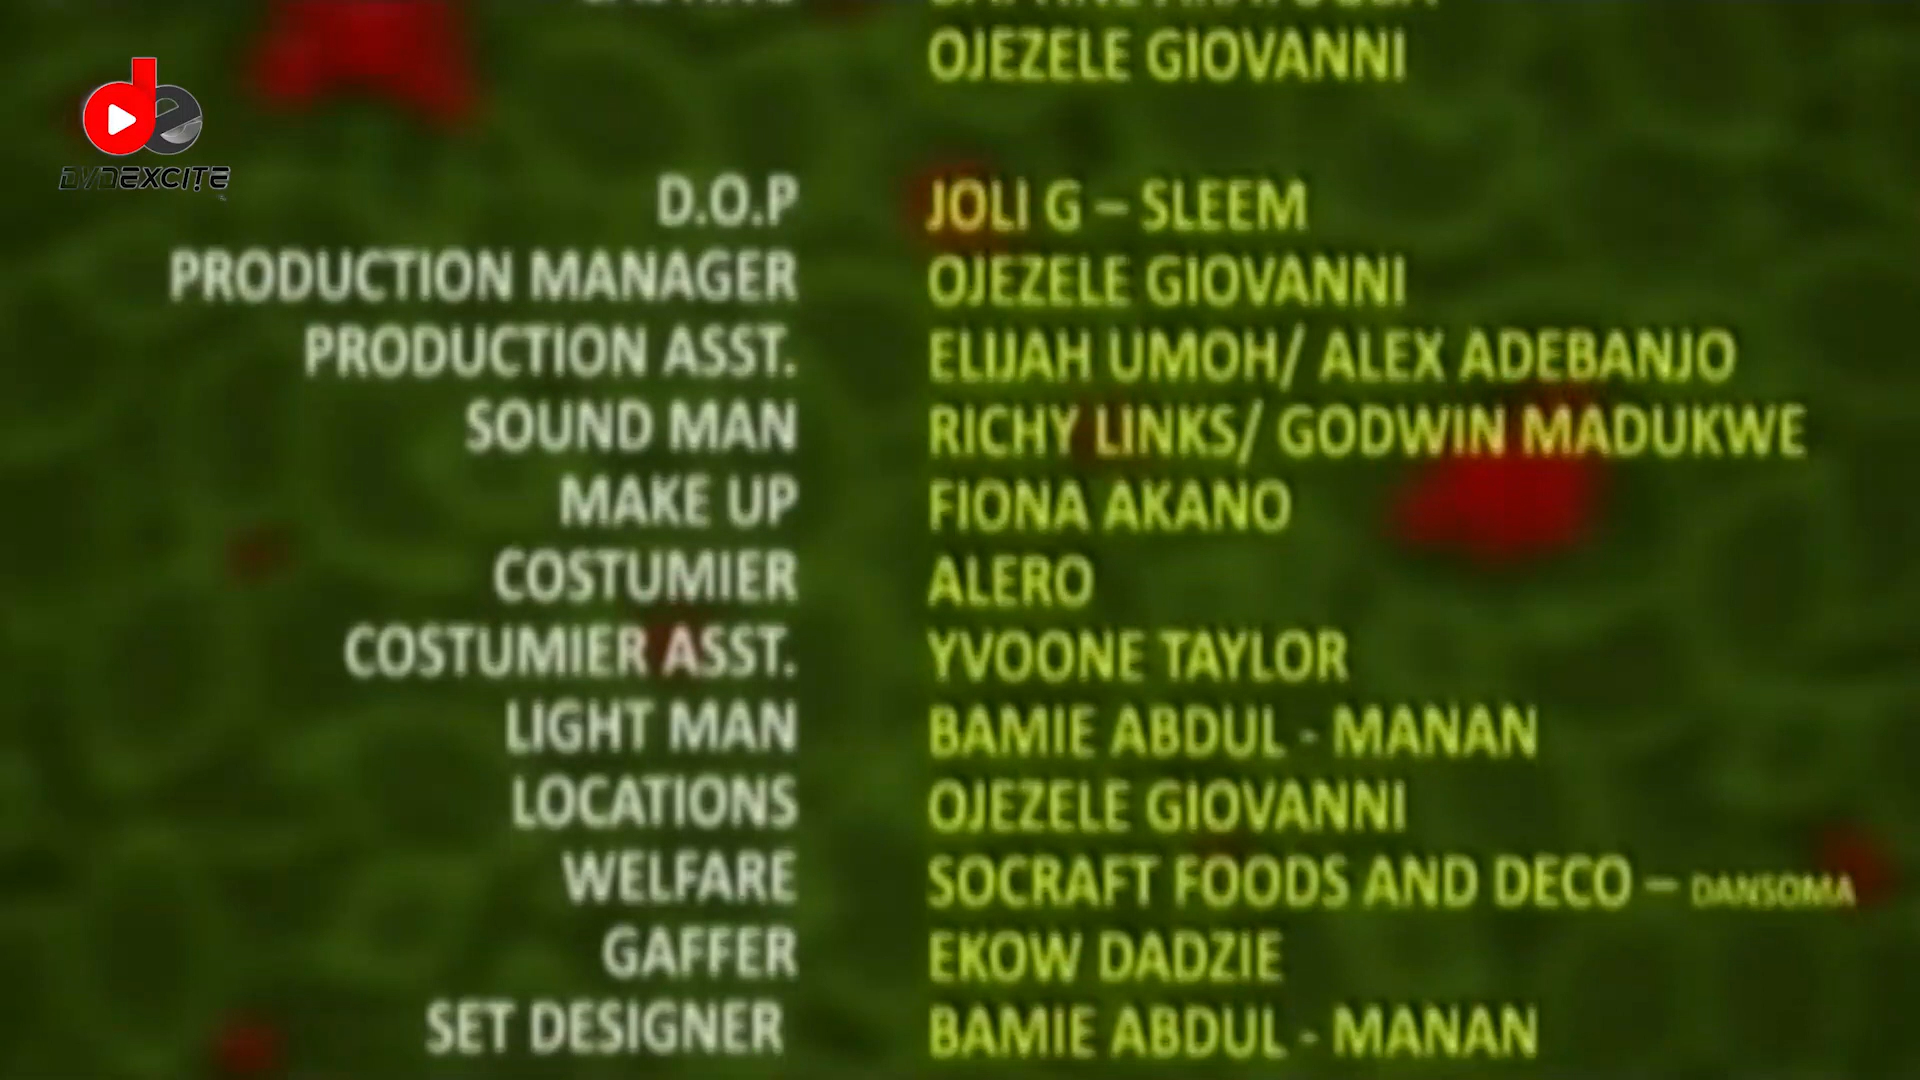 OJEZELE GIOVANNI
DVDEXCITE
D.O.P JOLI G – SLEEM
PRODUCTION MANAGER OJEZELE GIOVANNI
PRODUCTION ASST. ELIJAH UMOH/ ALEX ADEBANJO
SOUND MAN RICHY LINKS/ GODWIN MADUKWE
MAKE UP FIONA AKANO
COSTUMIER ALERO
COSTUMIER ASST. YVOONE TAYLOR
LIGHT MAN BAMIE ABDUL - MANAN
LOCATIONS OJEZELE GIOVANNI
WELFARE SOCRAFT FOODS AND DECO – DANSOMA
GAFFER EKOW DADZIE
SET DESIGNER BAMIE ABDUL - MANAN